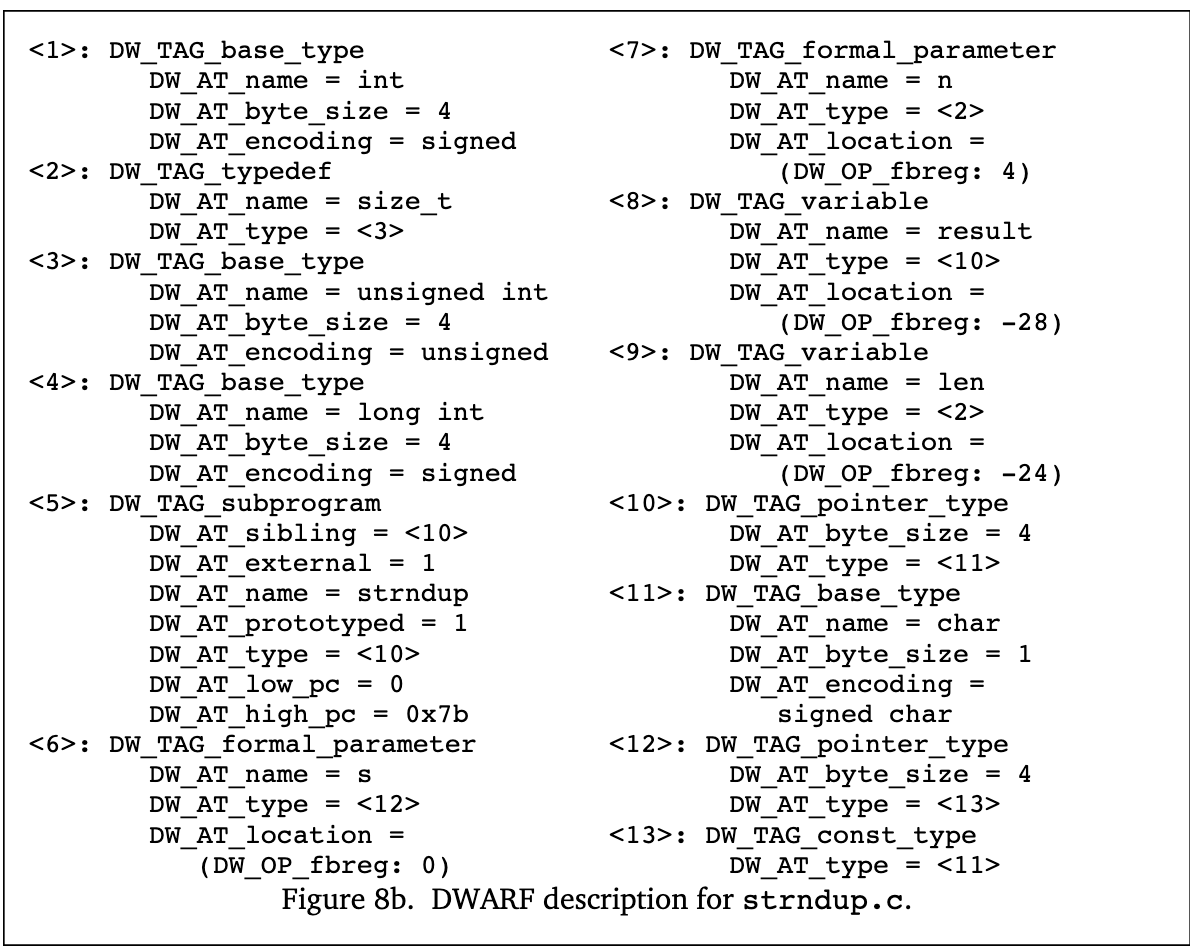 <1>: DW_TAG_base_type
DW_AT_name = int
DW_AT_byte_size = 4
DW_AT_encoding = signed
<2>: DW_TAG_typedef
DW_AT_name = size_t
DW_AT_type = <3>
<3>: DW_TAG_base_type
DW_AT_name = unsigned int
DW_AT_byte_size = 4
DW_AT_encoding = unsigned
<4>: DW_TAG_base_type
DW_AT_name = long int
DW_AT_byte_size = 4
DW_AT_encoding = signed
<5>: DW_TAG_subprogram
DW_AT_sibling = <10>
DW_AT_external = 1
DW_AT_name = strndup
DW_AT_prototyped = 1
DW_AT_type = <10>
DW_AT_low_pc = 0
DW_AT_high_pc = 0x7b
<6>: DW_TAG_formal_parameter
DW_AT_name = s
DW_AT_type = <12>
DW_AT_location =
(DW_OP_fbreg: 0)
<7>: DW_TAG_formal_parameter
DW_AT_name = n
DW_AT_type = <2>
DW_AT_location =
(DW_OP_fbreg: 4)
<8>: DW_TAG_variable
DW_AT_name = result
DW_AT_type = <10>
DW_AT_location =
(DW_OP_fbreg: -28)
<9>: DW_TAG_variable
DW_AT_name = len
DW_AT_type = <2>
DW_AT_location =
(DW_OP_fbreg: -24)
<10>: DW_TAG_pointer_type
DW_AT_byte_size = 4
DW_AT_type = <11>
<11>: DW_TAG_base_type
DW_AT_name = char
DW_AT_byte_size = 1
DW_AT_encoding =
signed char
<12>: DW_TAG_pointer_type
DW_AT_byte_size = 4
DW_AT_type = <13>
<13>: DW_TAG_const_type
DW_AT_type = <11>
Figure 8b. DWARF description for strndup.c.